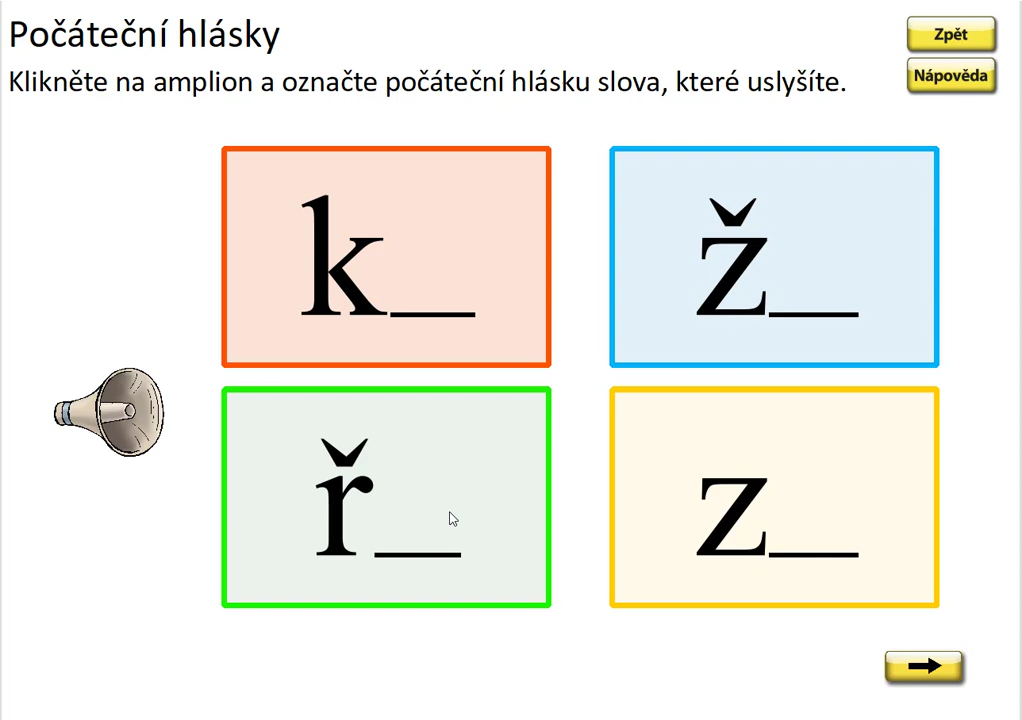 Počáteční hlásky
Zpět
Klikněte na amplion a označte počáteční hlásku slova, které uslyšíte.
Nápověda
k__
ž__
ř__
z__